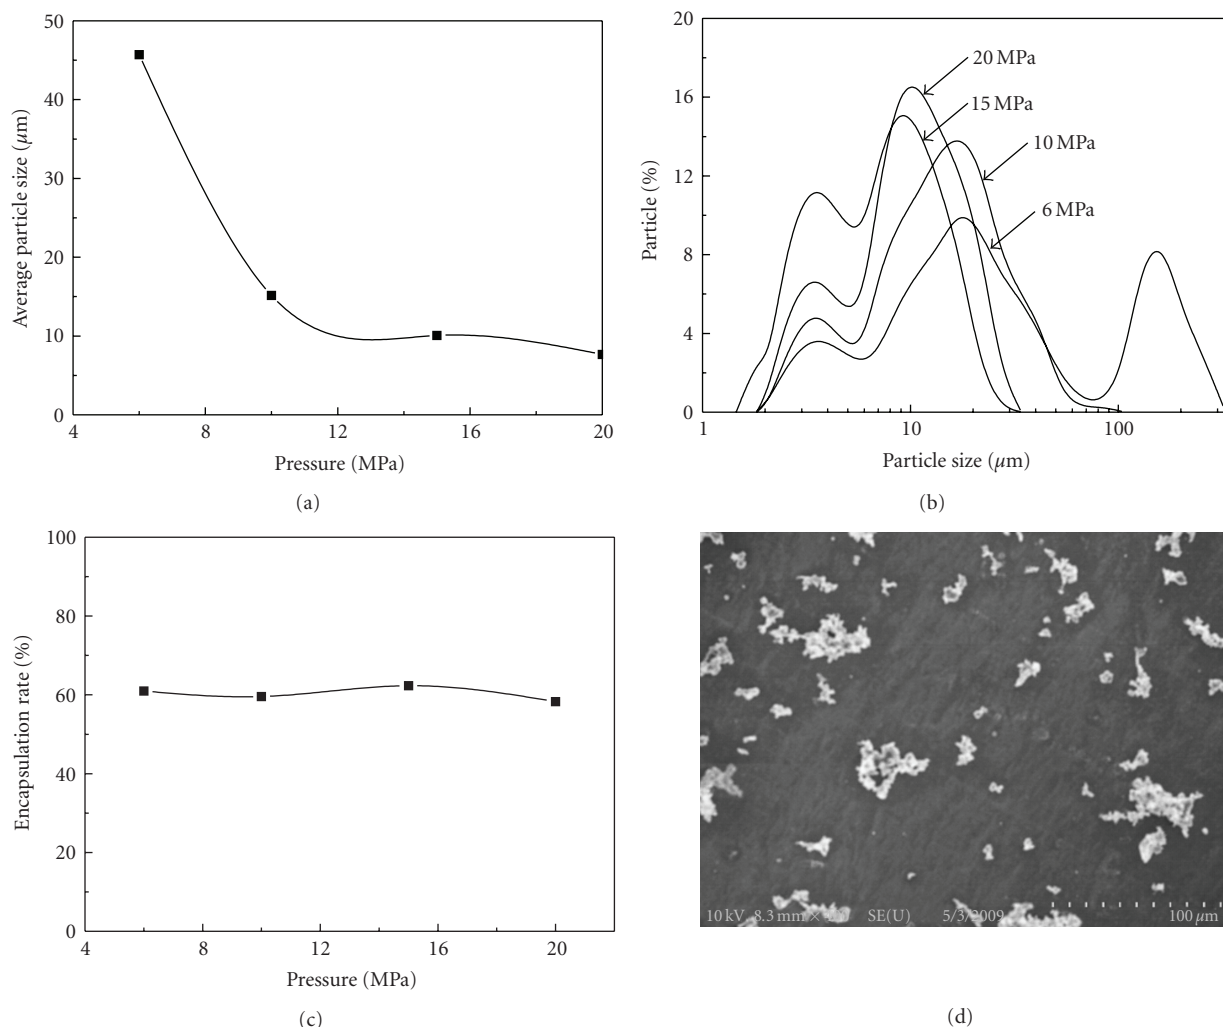 50
40
30
20
10
0
4
8
12
16
20
Average particle size (μm)
Pressure (MPa)
(a)
20
16
12
8
4
0
1
10
100
Particle (%)
20 MPa
15 MPa
10 MPa
6 MPa
Particle size (μm)
(b)
100
80
60
40
20
0
4
8
12
16
20
Encapsulation rate (%)
Pressure (MPa)
(c)
10 kV 8.3 mm × SE(U) 5/3/2009 100 μm
(d)